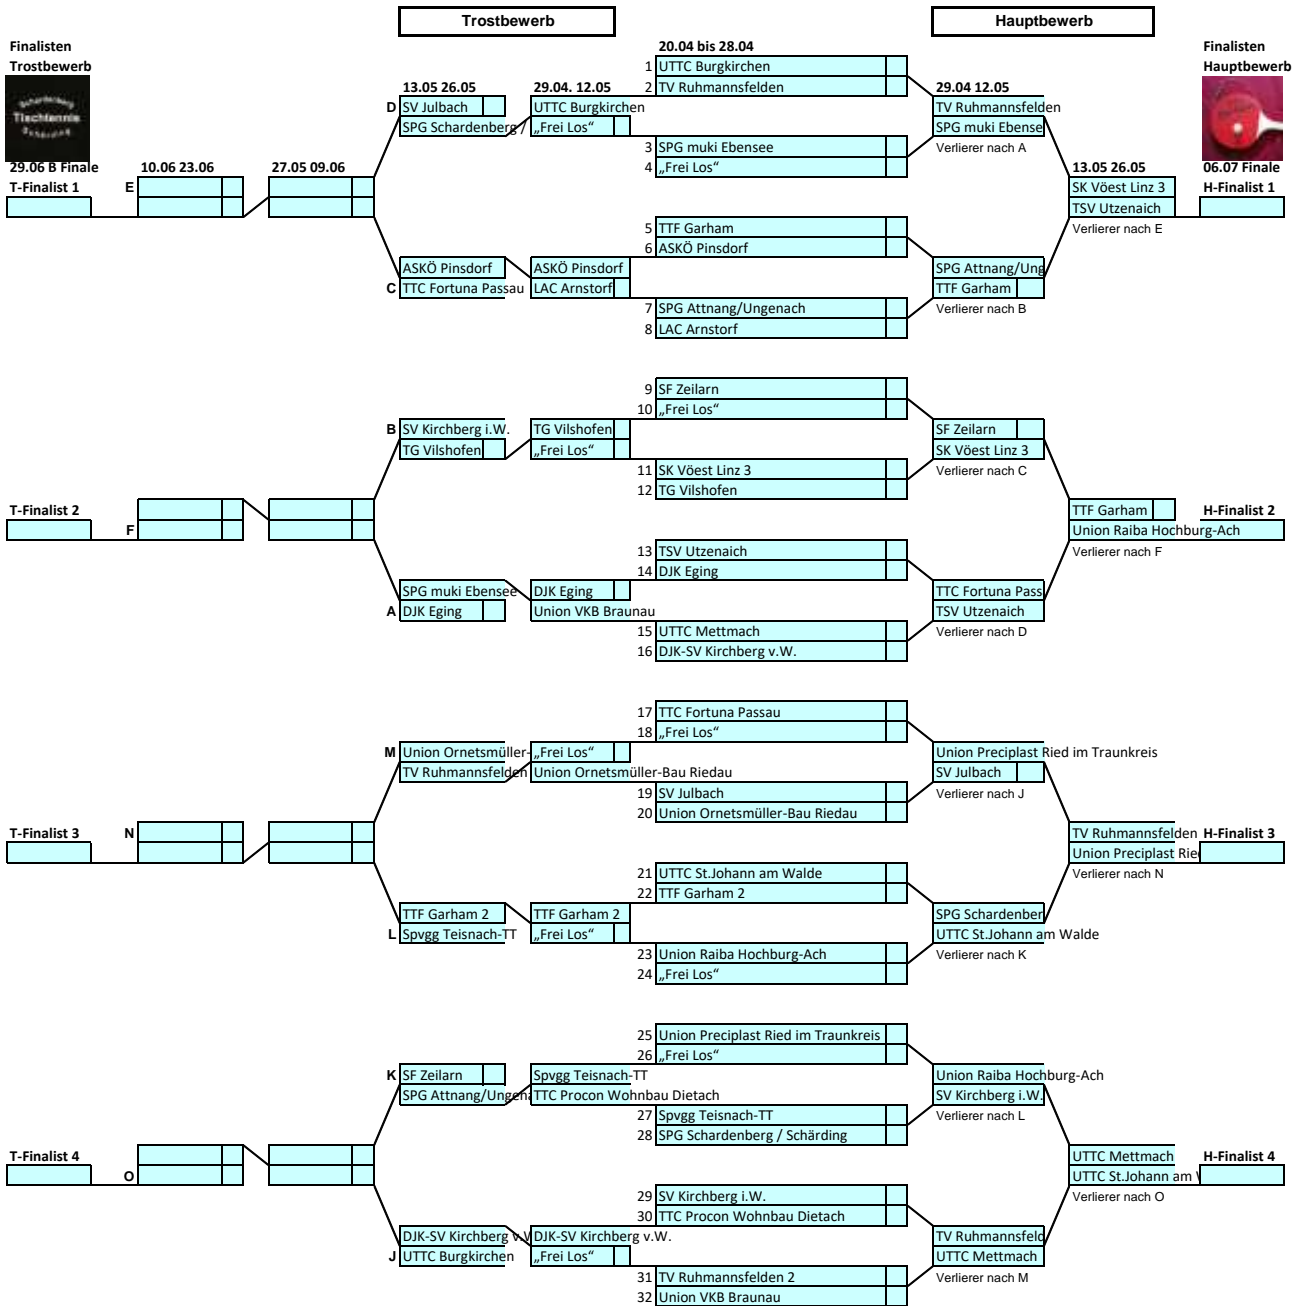 Trostbewerb
Hauptbewerb
Finalisten
Trostbewerb
Tischtennis
20.04 bis 28.04
Finalisten
Hauptbewerb
1 UTTC Burgkirchen
2 TV Ruhmannsfelden
13.05 26.05
29.04. 12.05
29.04 12.05
D SV Julbach
UTTC Burgkirchen
TV Ruhmannsfelden
SPG Schardenberg /
„Frei Los“
SPG muki Ebense
3 SPG muki Ebensee
Verlierer nach A
4 „Frei Los“
29.06 B Finale
10.06 23.06
27.05 09.06
13.05 26.05
06.07 Finale
T-Finalist 1
E
SK Vöest Linz 3
H-Finalist 1
TSV Utzenaich
Verlierer nach E
5 TTF Garham
6 ASKÖ Pinsdorf
ASKÖ Pinsdorf
ASKÖ Pinsdorf
SPG Attnang/Ung
C TTC Fortuna Passau
LAC Arnstorf
TTF Garham
7 SPG Attnang/Ungenach
Verlierer nach B
8 LAC Arnstorf
9 SF Zeilarn
10 „Frei Los“
B SV Kirchberg i.W.
TG Vilshofen
SF Zeilarn
TG Vilshofen
„Frei Los“
SK Vöest Linz 3
11 SK Vöest Linz 3
Verlierer nach C
12 TG Vilshofen
T-Finalist 2
TTF Garham
H-Finalist 2
F
Union Raiba Hochburg-Ach
Verlierer nach F
13 TSV Utzenaich
14 DJK Eging
SPG muki Ebensee
DJK Eging
TTC Fortuna Pass
A DJK Eging
Union VKB Braunau
TSV Utzenaich
15 UTTC Mettmach
Verlierer nach D
16 DJK-SV Kirchberg v.W.
17 TTC Fortuna Passau
18 „Frei Los“
M Union Ornetsmüller-
„Frei Los“
Union Preciplast Ried im Traunkreis
TV Ruhmannsfelden
Union Ornetsmüller-Bau Riedau
SV Julbach
19 SV Julbach
Verlierer nach J
20 Union Ornetsmüller-Bau Riedau
T-Finalist 3
N
TV Ruhmannsfelden
H-Finalist 3
Union Preciplast Rie
Verlierer nach N
21 UTTC St.Johann am Walde
22 TTF Garham 2
TTF Garham 2
TTF Garham 2
SPG Schardenber
L Spvgg Teisnach-TT
„Frei Los“
UTTC St.Johann am Walde
23 Union Raiba Hochburg-Ach
Verlierer nach K
24 „Frei Los“
25 Union Preciplast Ried im Traunkreis
26 „Frei Los“
K SF Zeilarn
Spvgg Teisnach-TT
Union Raiba Hochburg-Ach
SPG Attnang/Ungena
TTC Procon Wohnbau Dietach
SV Kirchberg i.W.
27 Spvgg Teisnach-TT
Verlierer nach L
28 SPG Schardenberg / Schärding
T-Finalist 4
UTTC Mettmach
H-Finalist 4
O
UTTC St.Johann am W
Verlierer nach O
29 SV Kirchberg i.W.
30 TTC Procon Wohnbau Dietach
DJK-SV Kirchberg v.W
DJK-SV Kirchberg v.W.
TV Ruhmannsfeld
J UTTC Burgkirchen
„Frei Los“
UTTC Mettmach
31 TV Ruhmannsfelden 2
Verlierer nach M
32 Union VKB Braunau